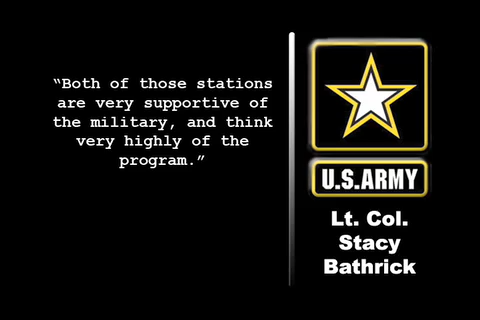 “Both of those stations
are very supportive of
the military, and think
very highly of the
program.”
U.S.ARMY
Lt. Col.
Stacy
Bathrick